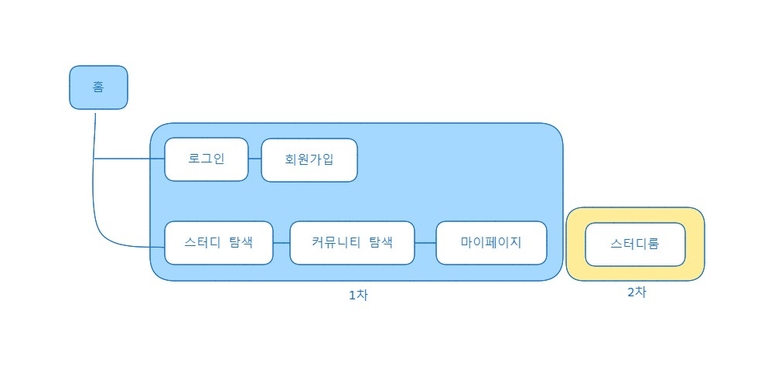 홈
로그인
회원가입
스터디 탐색
커뮤니티 탐색
마이페이지
스터디룸
1차
2차